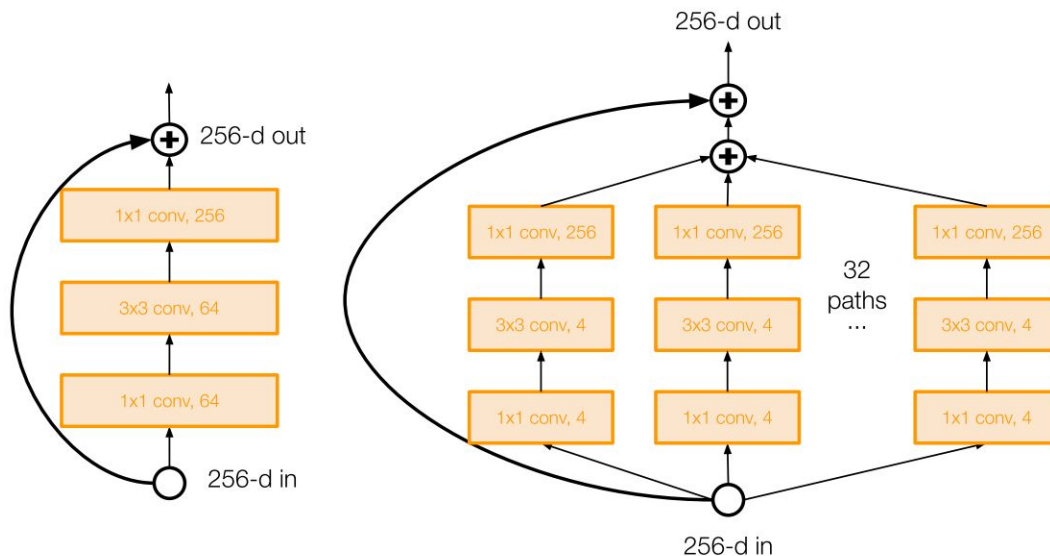 256-d out
1x1 conv, 256
3x3 conv, 64
1x1 conv, 64
256-d in
256-d out
1x1 conv, 256
1x1 conv, 256
1x1 conv, 256
32
paths
...
3x3 conv, 4
3x3 conv, 4
3x3 conv, 4
1x1 conv, 4
1x1 conv, 4
1x1 conv, 4
256-d in